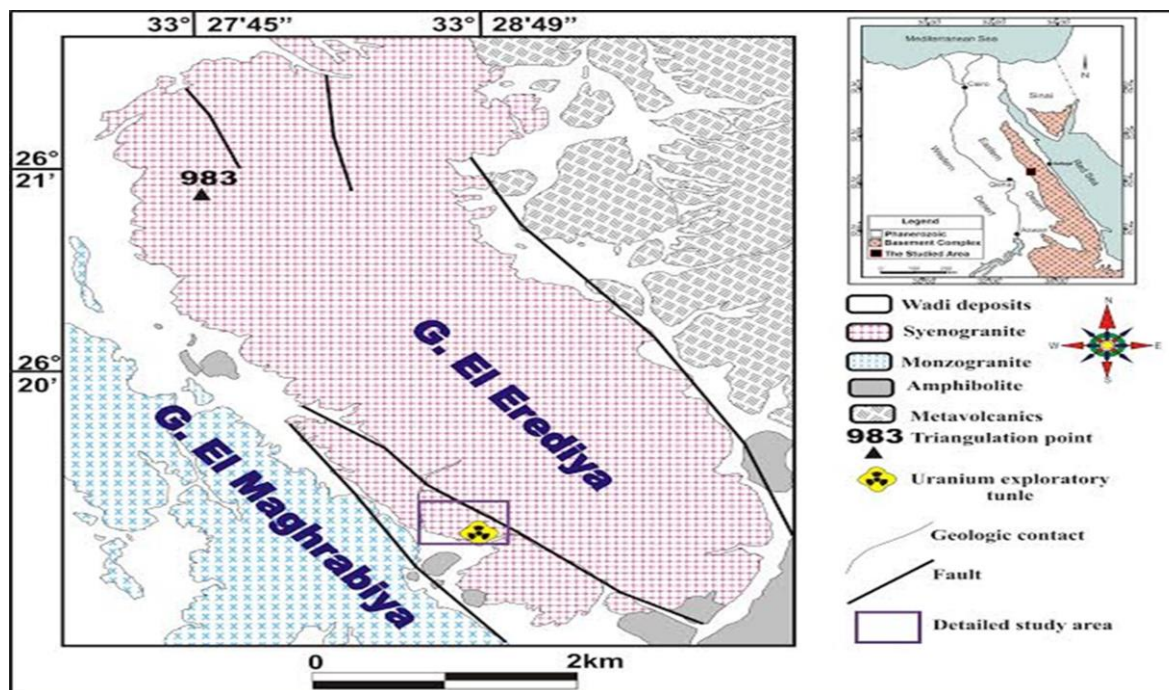 33° 27'45’’
33° 28'49’’
26°
21'
26°
20'
983
G. El Erediya
G. El Maghrabiya
0
2km
Mediterranean Sea
Cairo
Sinai
N
Western
Desert
Eastern
Desert
Red Sea
Legend
Phanerozoic
Basement Complex
The Studied Area
Wadi deposits
Syenogranite
Monzogranite
Amphibolite
Metavolcanics
983 Triangulation point
Uranium exploratory
tunle
Geologic contact
Fault
Detailed study area
N
W
E
S